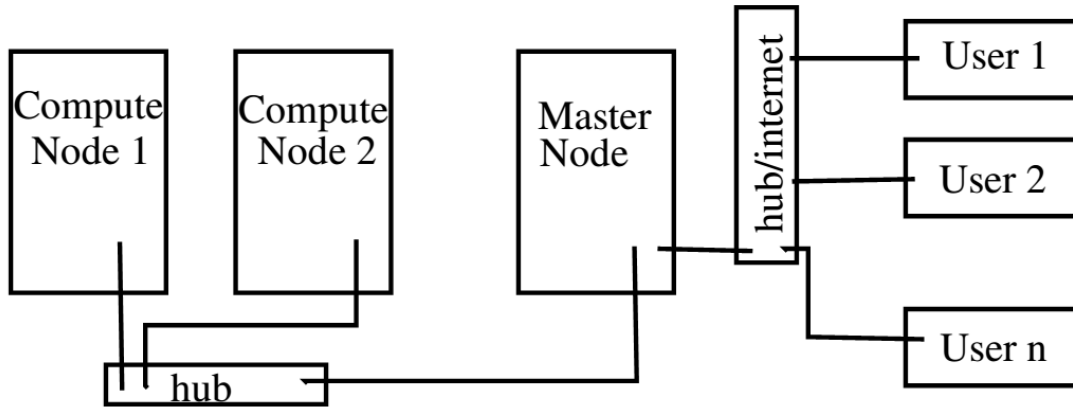 Compute
Node 1
Compute
Node 2
Master
Node
hub/internet
User 1
User 2
User n
hub